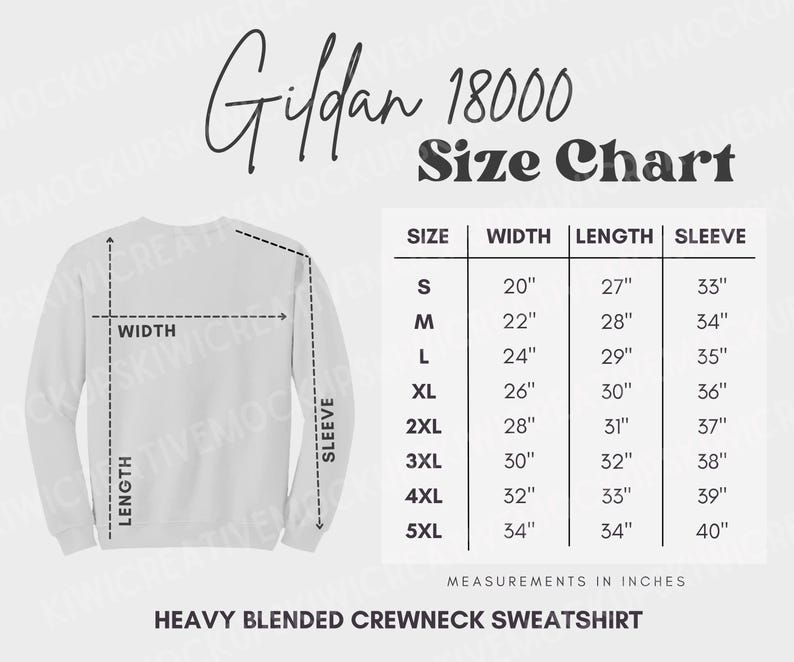 Gildan 18000
Size Chart
SIZE WIDTH LENGTH SLEEVE
S 20" 27" 33"
M 22" 28" 34"
L 24" 29" 35"
XL 26" 30" 36"
2XL 28" 31" 37"
3XL 30" 32" 38"
4XL 32" 33" 39"
5XL 34" 34" 40"
WIDTH
LENGTH
SLEEVE
MEASUREMENTS IN INCHES
HEAVY BLENDED CREWNECK SWEATSHIRT
KIWICREATIVEMOCKUPS